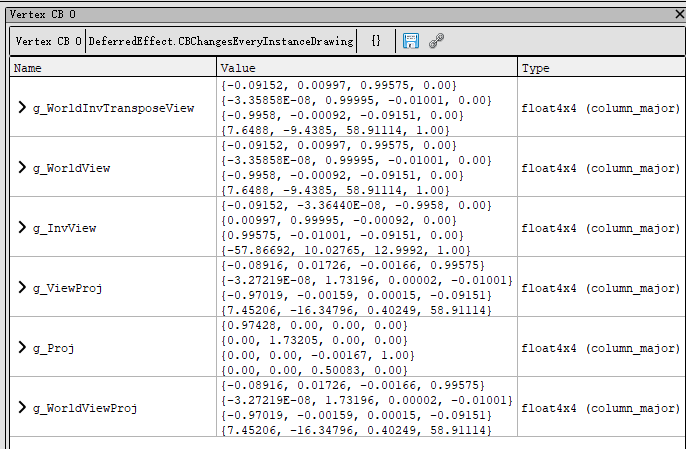 Vertex CB 0
Vertex CB 0 DeferredEffect.CBChangesEveryInstanceDrawing {}
Name Value Type
g_WorldInvTransposeView {-0.09152, 0.00997, 0.99575, 0.00} float4x4 (column_major)
{-3.35858E-08, 0.99995, -0.01001, 0.00}
{-0.9958, -0.00092, -0.09151, 0.00}
{7.6488, -9.4385, 58.91114, 1.00}
g_WorldView {-0.09152, 0.00997, 0.99575, 0.00} float4x4 (column_major)
{-3.35858E-08, 0.99995, -0.01001, 0.00}
{-0.9958, -0.00092, -0.09151, 0.00}
{7.6488, -9.4385, 58.91114, 1.00}
g_InvView {-0.09152, -3.36440E-08, -0.9958, 0.00} float4x4 (column_major)
{0.00997, 0.99995, -0.00092, 0.00}
{0.99575, -0.01001, -0.09151, 0.00}
{-57.86692, 10.02765, 12.9992, 1.00}
g_ViewProj {-0.08916, 0.01726, -0.00166, 0.99575} float4x4 (column_major)
{-3.27219E-08, 1.73196, 0.00002, -0.01001}
{-0.97019, -0.00159, 0.00015, -0.09151}
{7.45206, -16.34796, 0.40249, 58.91114}
g_Proj {0.97428, 0.00, 0.00, 0.00} float4x4 (column_major)
{0.00, 1.73205, 0.00, 0.00}
{0.00, 0.00, -0.00167, 1.00}
{0.00, 0.00, 0.50083, 0.00}
g_WorldViewProj {-0.08916, 0.01726, -0.00166, 0.99575} float4x4 (column_major)
{-3.27219E-08, 1.73196, 0.00002, -0.01001}
{-0.97019, -0.00159, 0.00015, -0.09151}
{7.45206, -16.34796, 0.40249, 58.91114}